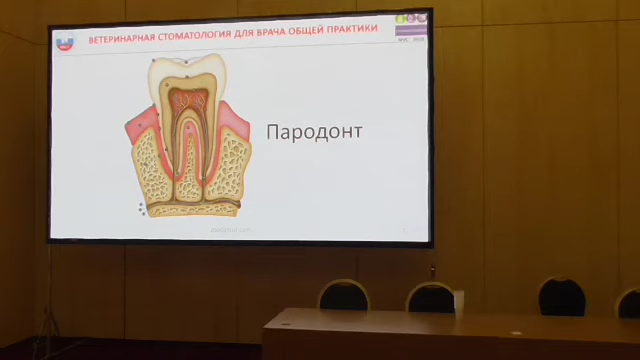 ВЕТЕРИНАРНАЯ СТОМАТОЛОГИЯ ДЛЯ ВРАЧА ОБЩЕЙ ПРАКТИКИ
Пародонт